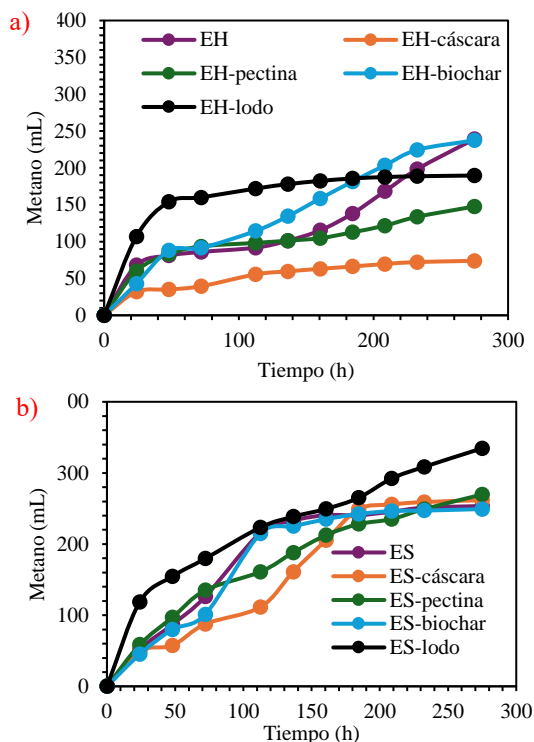 a)
400
350
300
250
200
150
100
50
0
Metano (mL)
EH
EH-cáscara
EH-pectina
EH-biochar
EH-lodo
0
100
200
300
Tiempo (h)
b)
00
300
200
100
0
Metano (mL)
ES
ES-cáscara
ES-pectina
ES-biochar
ES-lodo
0
50
100
150
200
250
300
Tiempo (h)